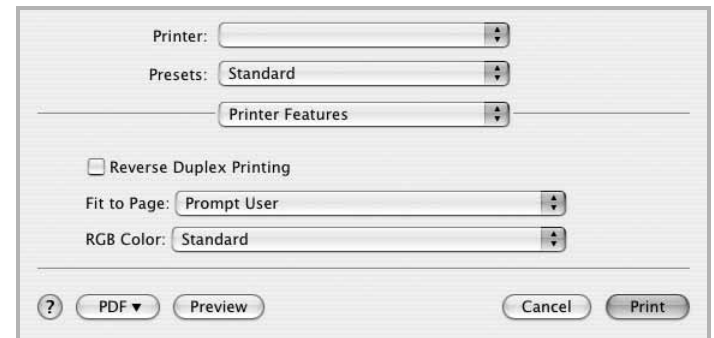 Printer:
Presets: Standard
Printer Features
Reverse Duplex Printing
Fit to Page: Prompt User
RGB Color: Standard
? PDF ▼ Preview Cancel Print